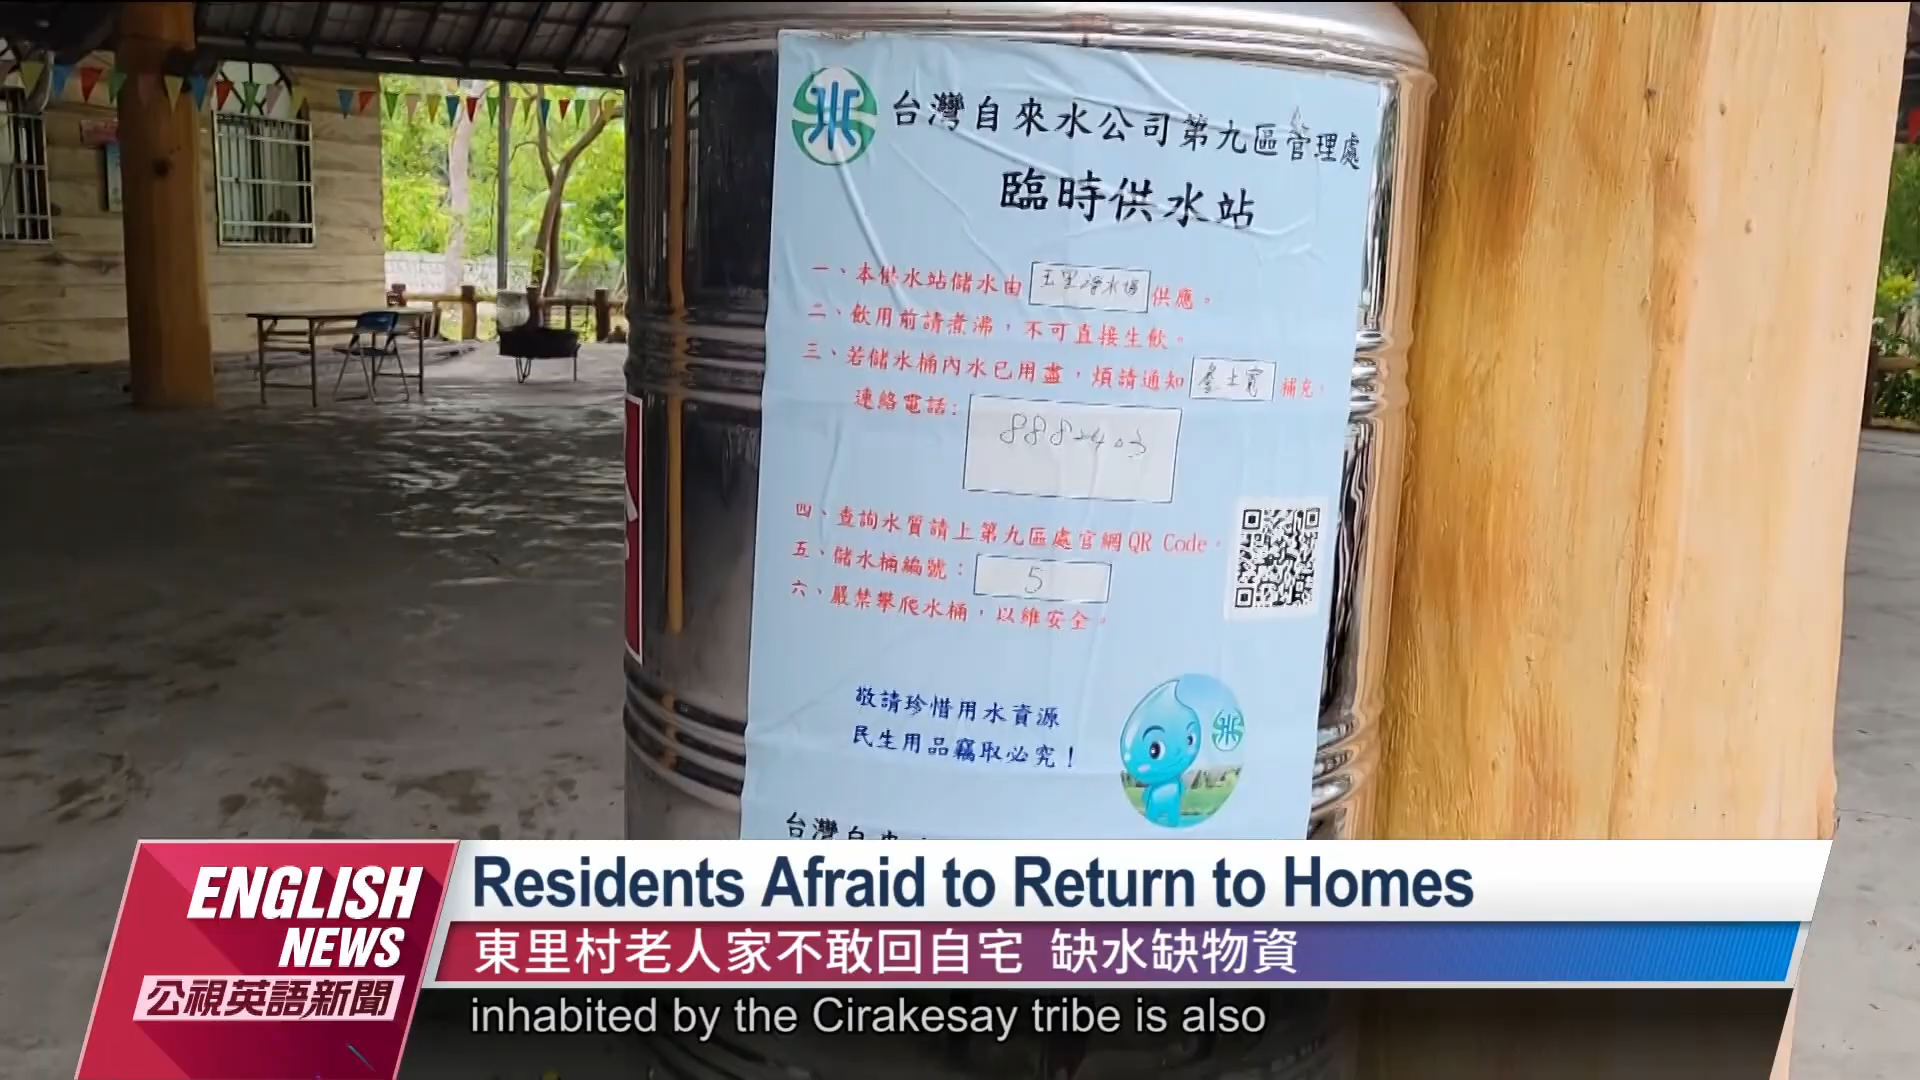 台灣自來水公司第九區管理處
臨時供水站
一、本供水站儲水由 玉里淨水場 供應。
二、飲用前請煮沸,不可直接生飲。
三、若儲水桶內水已用盡,煩請通知 補充。
連絡電話:
四、查詢水質請上第九區處官網QR Code。
五、儲水桶編號: 5
六、嚴禁攀爬水桶,以維安全。
敬請珍惜用水資源
民生用品竊取必究!
台灣自來
ENGLISH NEWS
公視英語新聞
Residents Afraid to Return to Homes
東里村老人家不敢回自宅 缺水缺物資
inhabited by the Cirakesay tribe is also